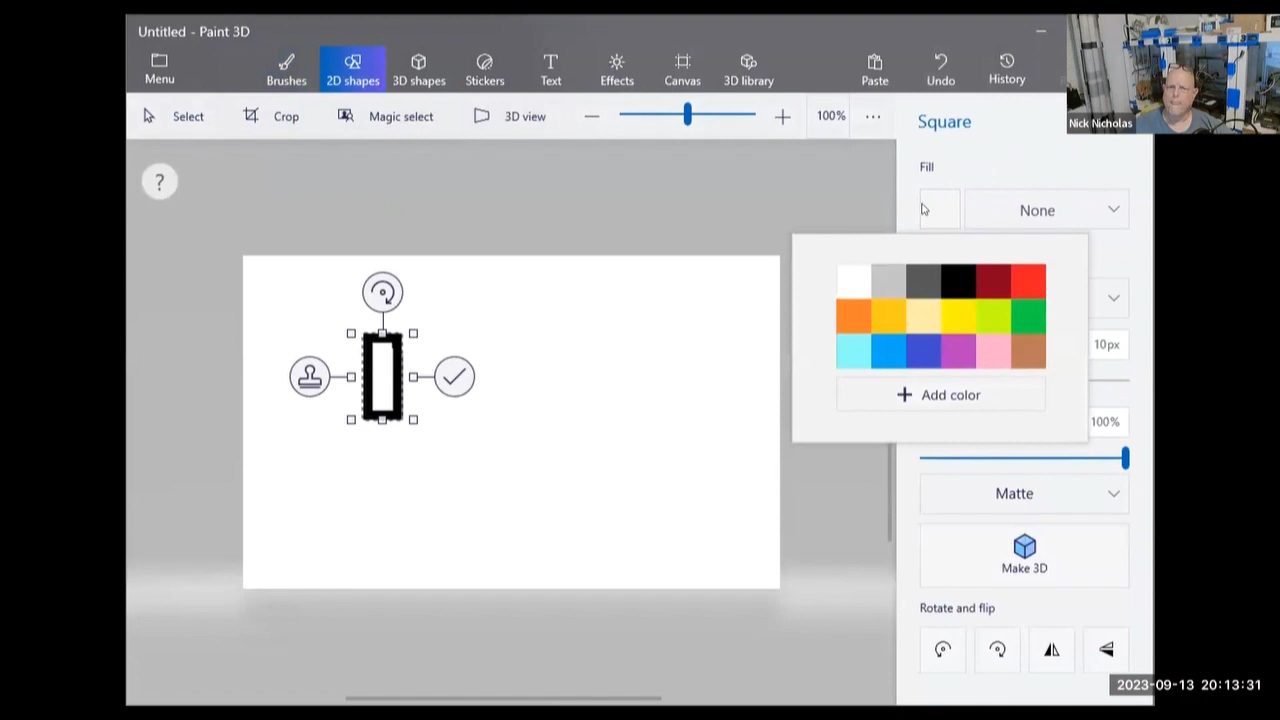 Untitled - Paint 3D
Menu
Brushes
2D shapes
3D shapes
Stickers
Text
Effects
Canvas
3D library
Paste
Undo
History
Nick Nicholas
Select
Crop
Magic select
3D view
100%
Square
Fill
?
None
10px
Add color
100%
Matte
Make 3D
Rotate and flip
2023-09-13 20:13:31